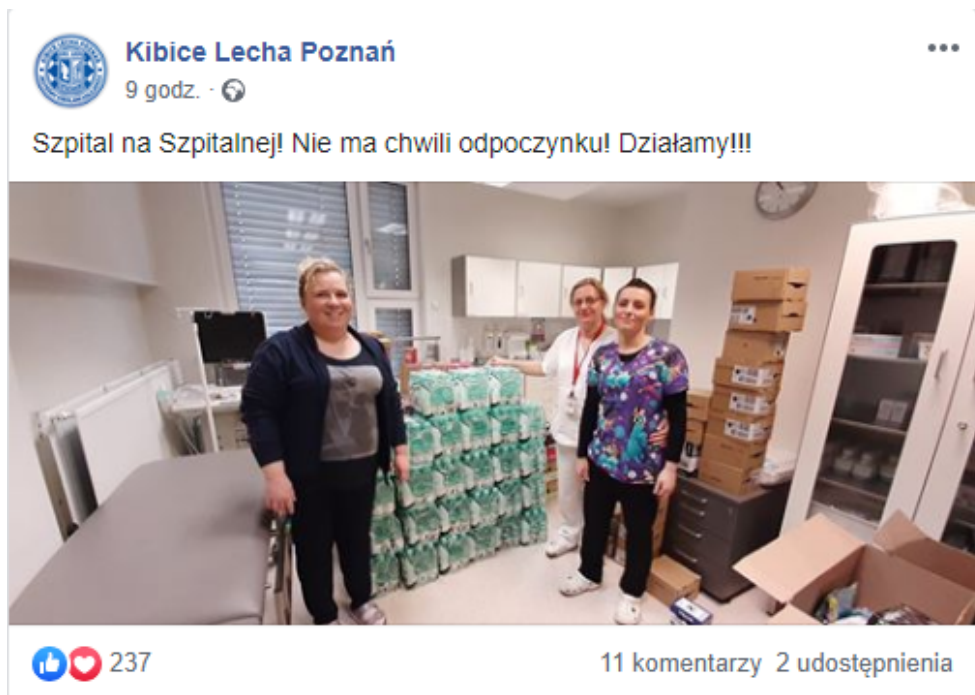 Kibice Lecha Poznań
9 godz. ·
Szpital na Szpitalnej! Nie ma chwili odpoczynku! Działamy!!!
237
11 komentarzy 2 udostępnienia